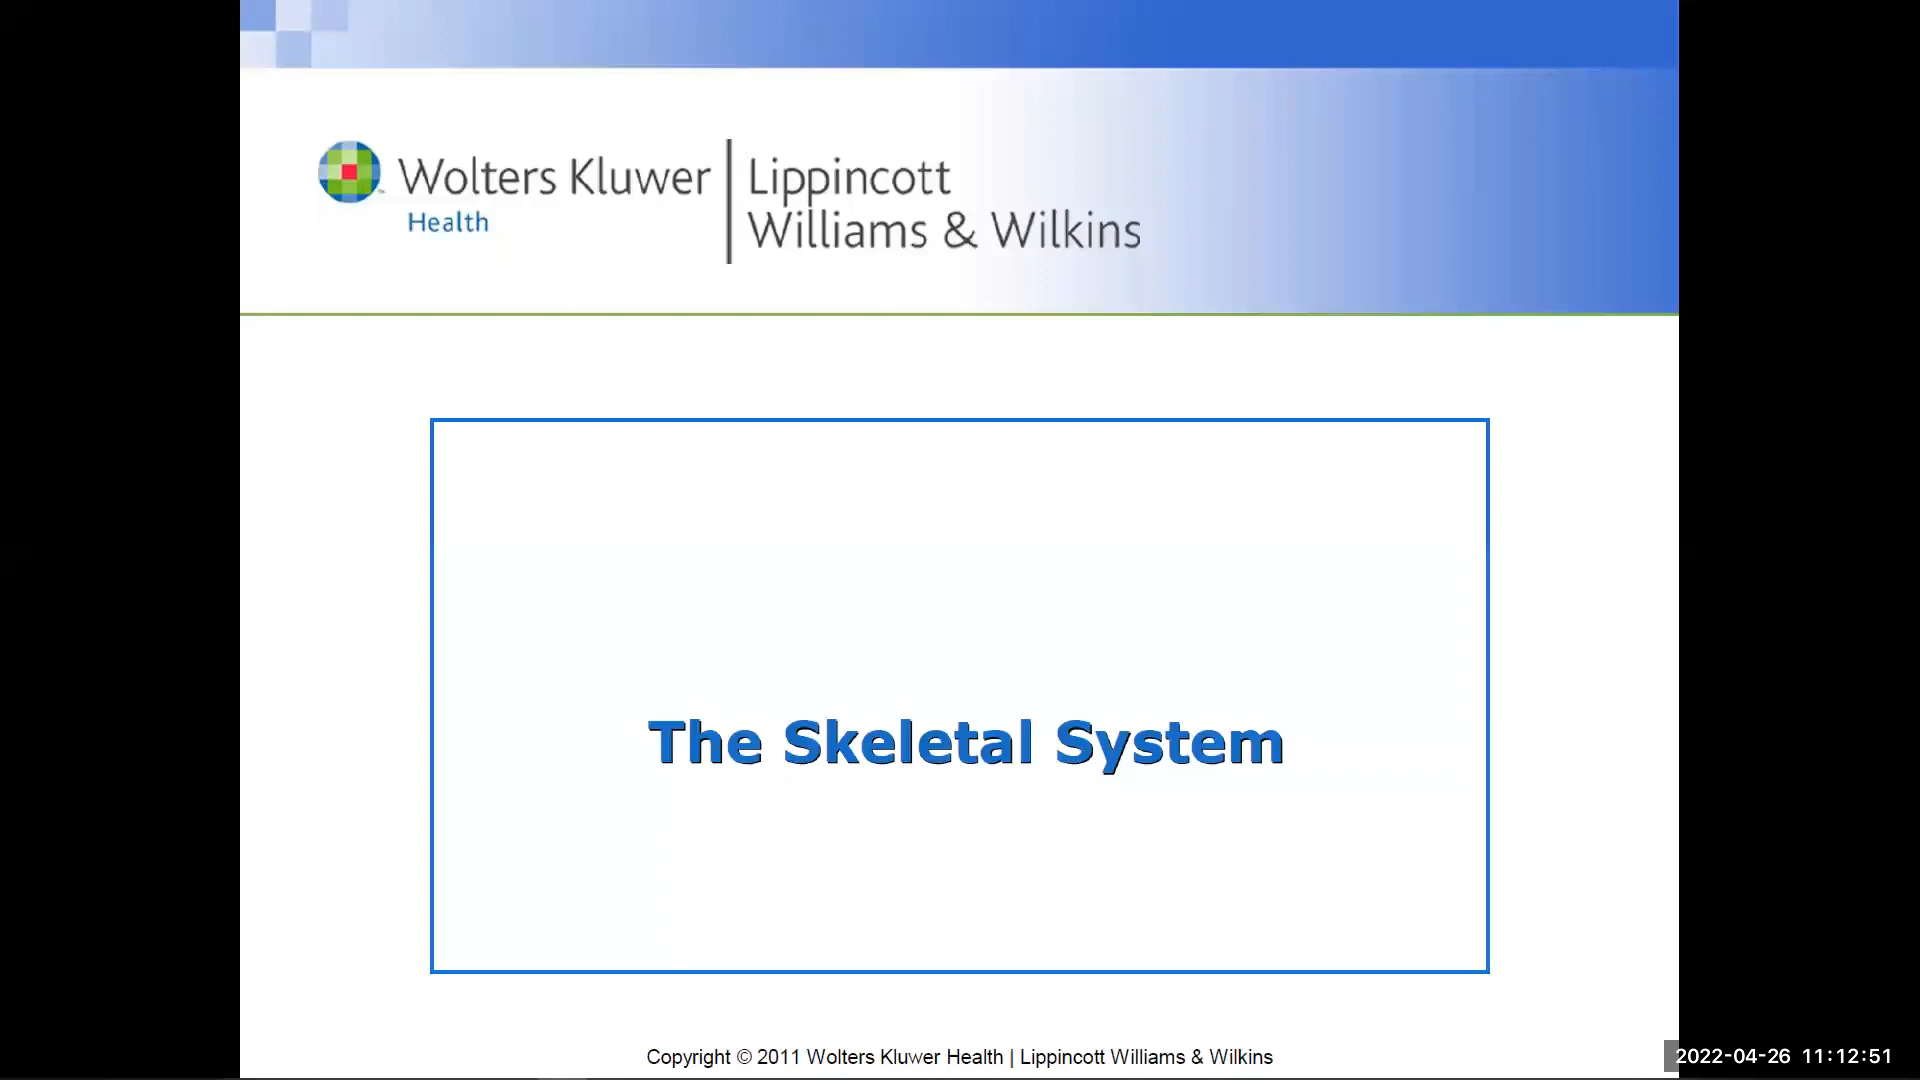 Wolters Kluwer
Health
Lippincott
Williams & Wilkins
The Skeletal System
Copyright © 2011 Wolters Kluwer Health | Lippincott Williams & Wilkins
2022-04-26 11:12:51